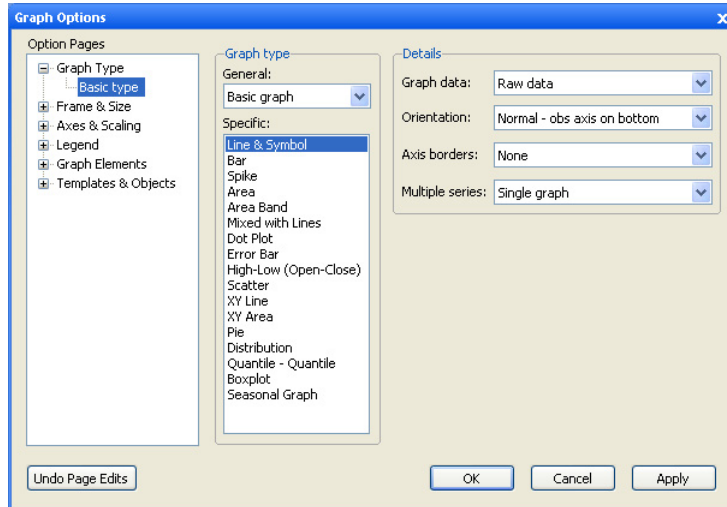 Graph Options
x
Option Pages
Graph Type
Basic type
Frame & Size
Axes & Scaling
Legend
Graph Elements
Templates & Objects
Graph type
General:
Basic graph
Specific:
Line & Symbol
Bar
Spike
Area
Area Band
Mixed with Lines
Dot Plot
Error Bar
High-Low (Open-Close)
Scatter
XY Line
XY Area
Pie
Distribution
Quantile - Quantile
Boxplot
Seasonal Graph
Details
Graph data: Raw data
Orientation: Normal - obs axis on bottom
Axis borders: None
Multiple series: Single graph
Undo Page Edits
OK
Cancel
Apply